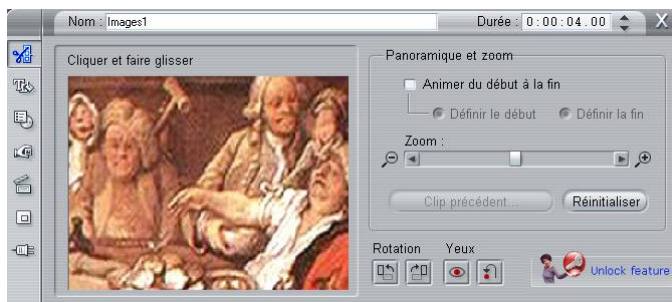 Nom : Images1
Durée : 0:00:04.00
X
Cliquer et faire glisser
Panoramique et zoom
Animer du début à la fin
Définir le début
Définir la fin
Zoom :
Clip précédent...
Réinitialiser
Rotation
Yeux
Unlock feature